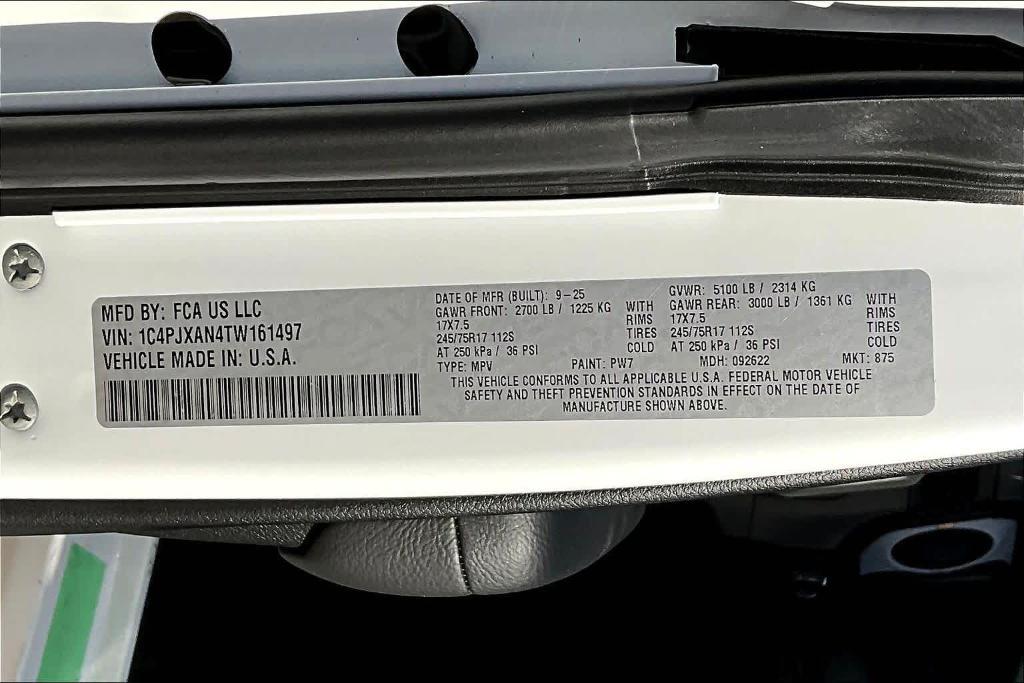 MFD BY: FCA US LLC
VIN: 1C4PJXAN4TW161497
VEHICLE MADE IN: U.S.A.
DATE OF MFR (BUILT): 9-25
GAWR FRONT: 2700 LB / 1225 KG WITH
17X7.5 RIMS
245/75R17 112S TIRES
AT 250 kPa / 36 PSI COLD
GVWR: 5100 LB / 2314 KG
GAWR REAR: 3000 LB / 1361 KG WITH
17X7.5 RIMS
245/75R17 112S TIRES
AT 250 kPa / 36 PSI COLD
TYPE: MPV PAINT: PW7 MDH: 092622 MKT: 875
THIS VEHICLE CONFORMS TO ALL APPLICABLE U.S.A. FEDERAL MOTOR VEHICLE
SAFETY AND THEFT PREVENTION STANDARDS IN EFFECT ON THE DATE OF
MANUFACTURE SHOWN ABOVE.